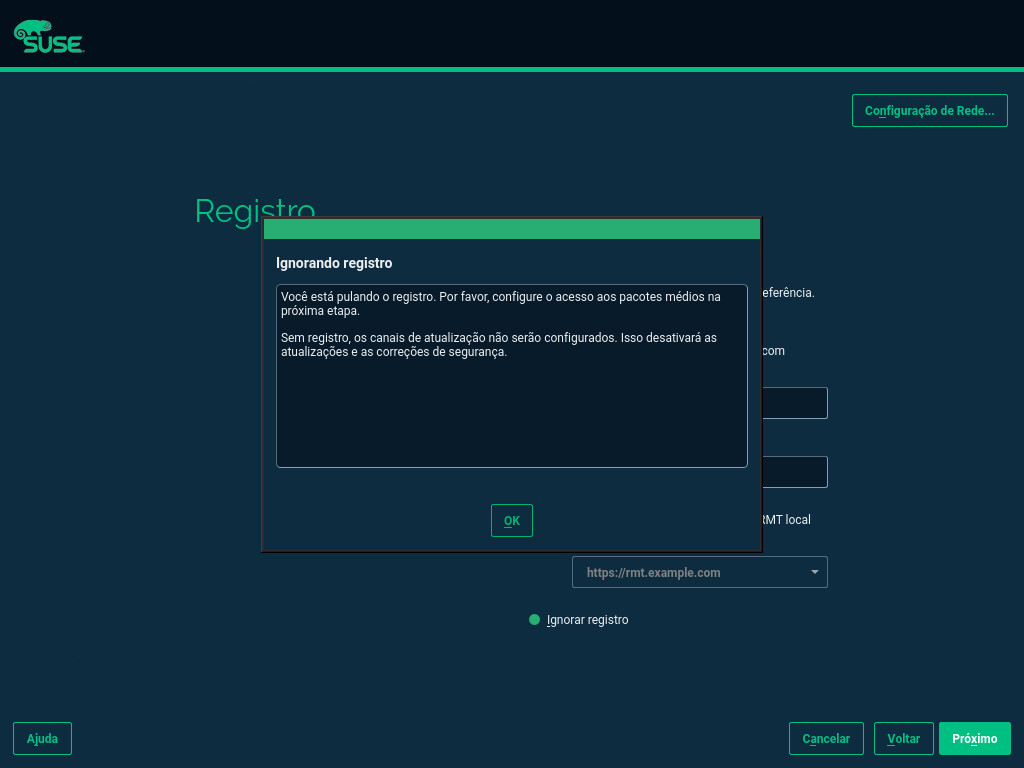 SUSE
Configuração de Rede...
Registro
Ignorando registro
Você está pulando o registro. Por favor, configure o acesso aos pacotes médios na
próxima etapa.
Sem registro, os canais de atualização não serão configurados. Isso desativará as
atualizações e as correções de segurança.
OK
eferência.
com
RMT local
https://rmt.example.com
Ignorar registro
Ajuda
Cancelar
Voltar
Próximo